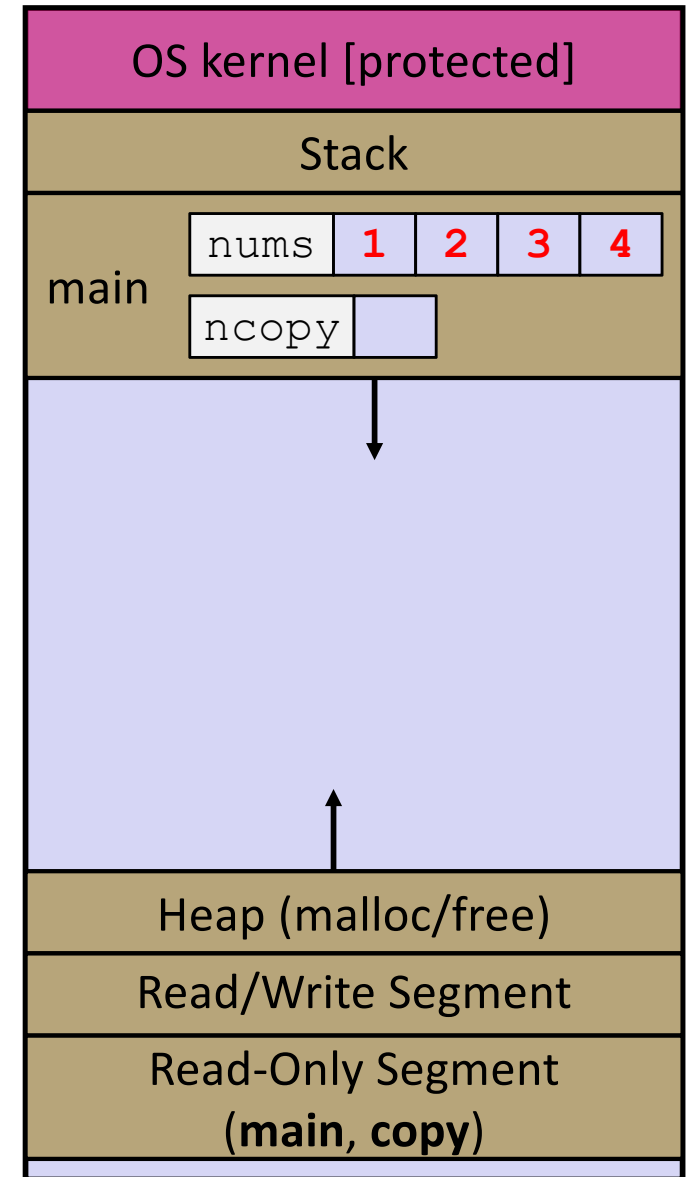 OS kernel [protected]
Stack
nums 1 2 3 4
main
ncopy
Heap (malloc/free)
Read/Write Segment
Read-Only Segment
(main, copy)